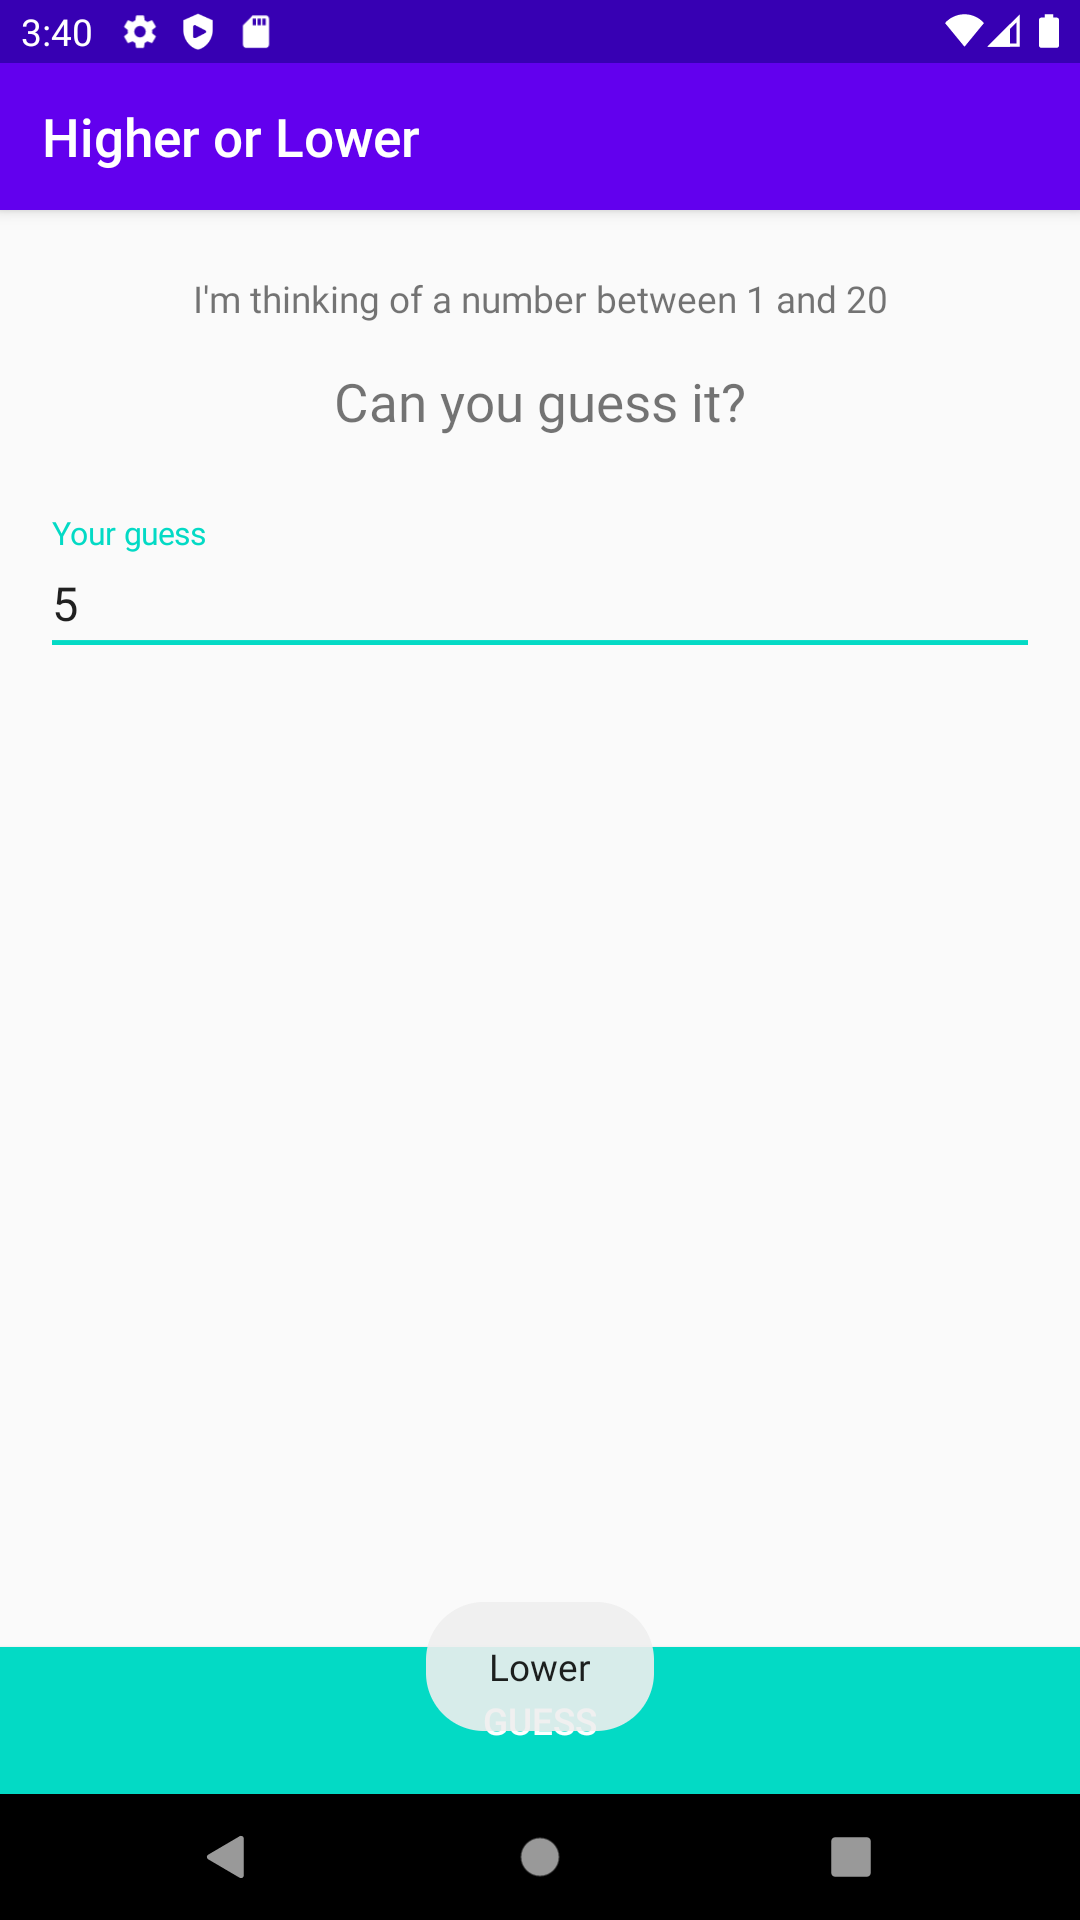 3:40
Higher or Lower
I'm thinking of a number between 1 and 20
Can you guess it?
Your guess
5
Lower
GUESS